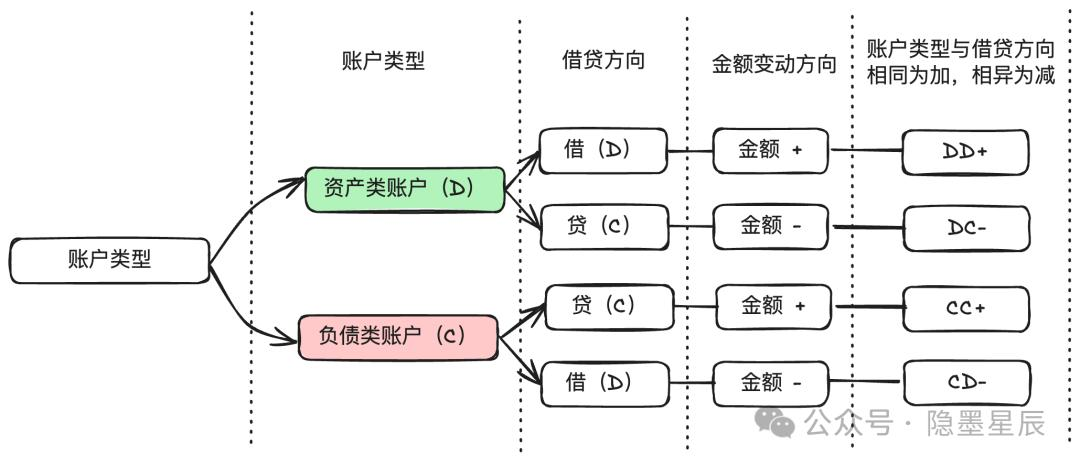 账户类型
借贷方向
金额变动方向
账户类型与借贷方向
相同为加，相异为减
账户类型
资产类账户（D）
借（D）
金额 +
DD+
贷（C）
金额 -
DC-
负债类账户（C）
贷（C）
金额 +
CC+
借（D）
金额 -
CD-
公众号 · 隐墨星辰